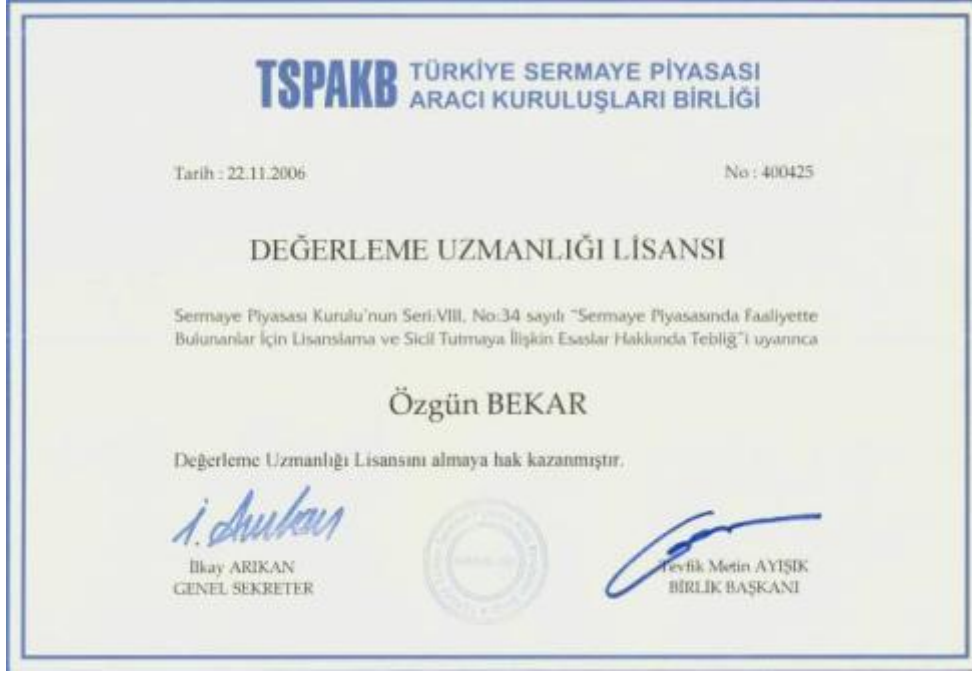 TSPAKB TÜRKİYE SERMAYE PİYASASI
ARACI KURULUŞLARI BİRLİĞİ
Tarih : 22.11.2006 No : 400425
DEĞERLEME UZMANLIĞI LİSANSI
Sermaye Piyasası Kurulu'nun Seri:VIII, No:34 sayılı "Sermaye Piyasasında Faaliyette
Bulunanlar İçin Lisanslama ve Sicil Tutmaya İlişkin Esaslar Hakkında Tebliğ"i uyarınca
Özgün BEKAR
Değerleme Uzmanlığı Lisansını almaya hak kazanmıştır.
i. Arıkan
İlkay ARIKAN
GENEL SEKRETER
Tevfik Metin AYIŞIK
BİRLİK BAŞKANI